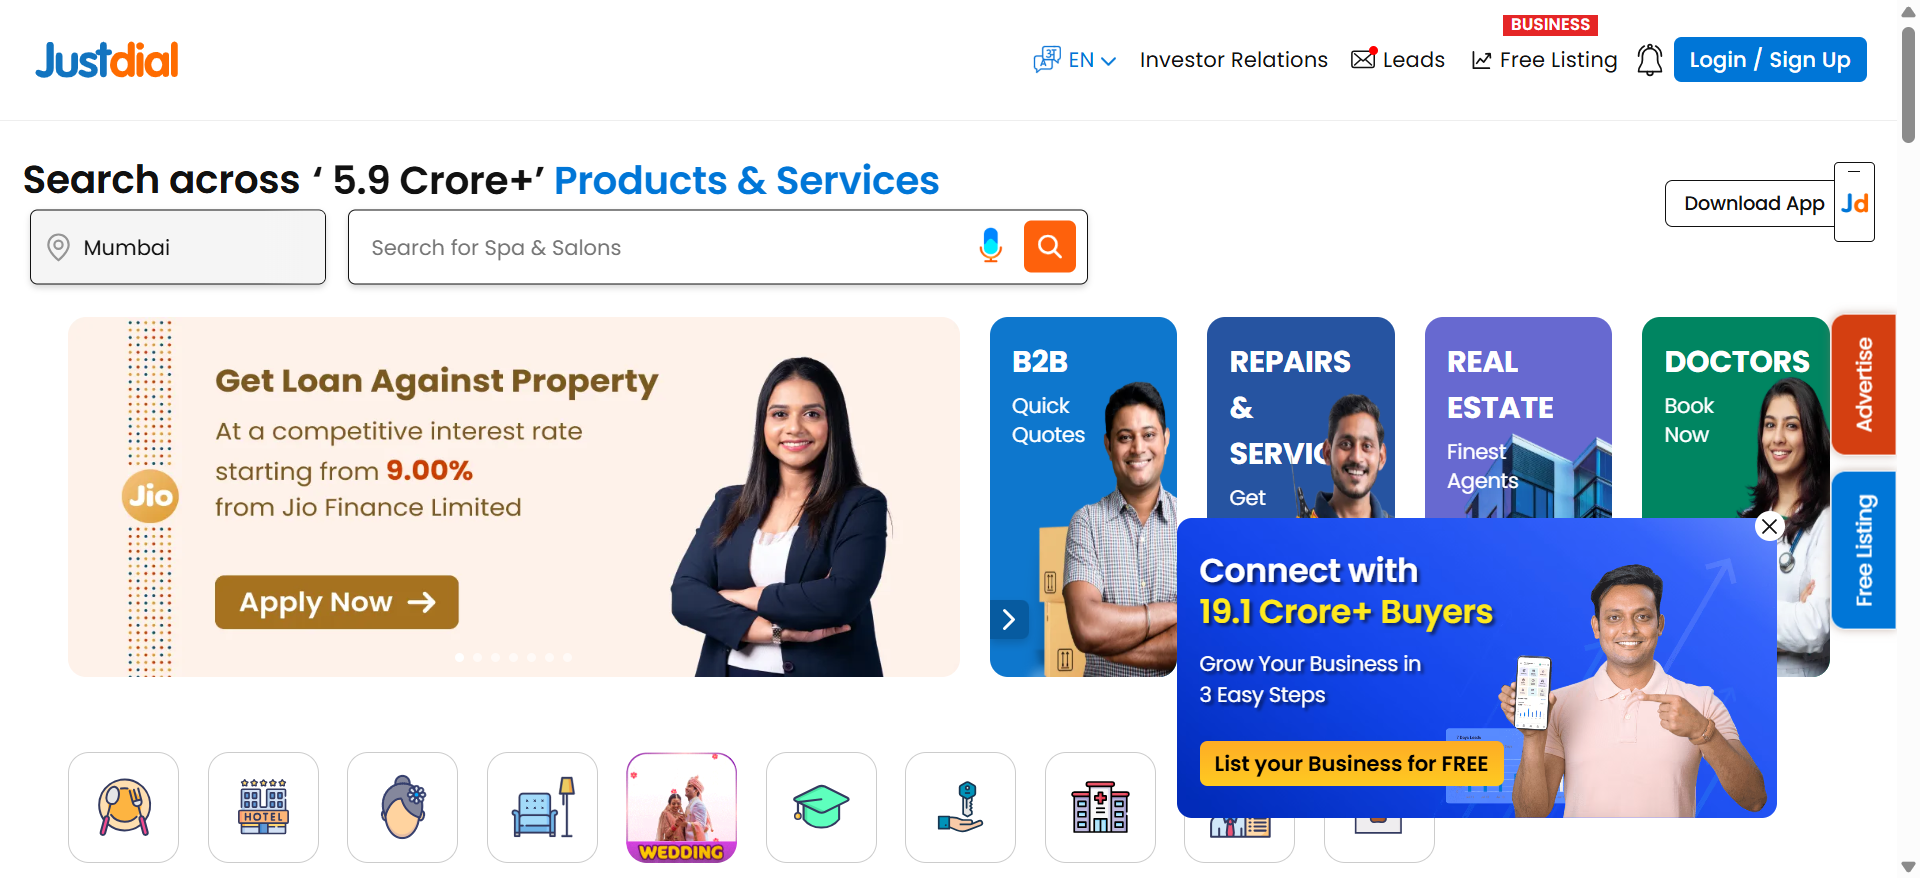 BUSINESS
Justdial
EN
Investor Relations
Leads
Free Listing
Login / Sign Up
Search across ‘ 5.9 Crore+’ Products & Services
Mumbai
Search for Spa & Salons
Download App
Jd
Get Loan Against Property
At a competitive interest rate
starting from 9.00%
from Jio Finance Limited
Jio
Apply Now
B2B
Quick
Quotes
REPAIRS
&
Get
REAL
ESTATE
Finest
Agents
DOCTORS
Book
Now
Advertise
Free Listing
Connect with
19.1 Crore+ Buyers
Grow Your Business in
3 Easy Steps
List your Business for FREE
HOTEL
WEDDING